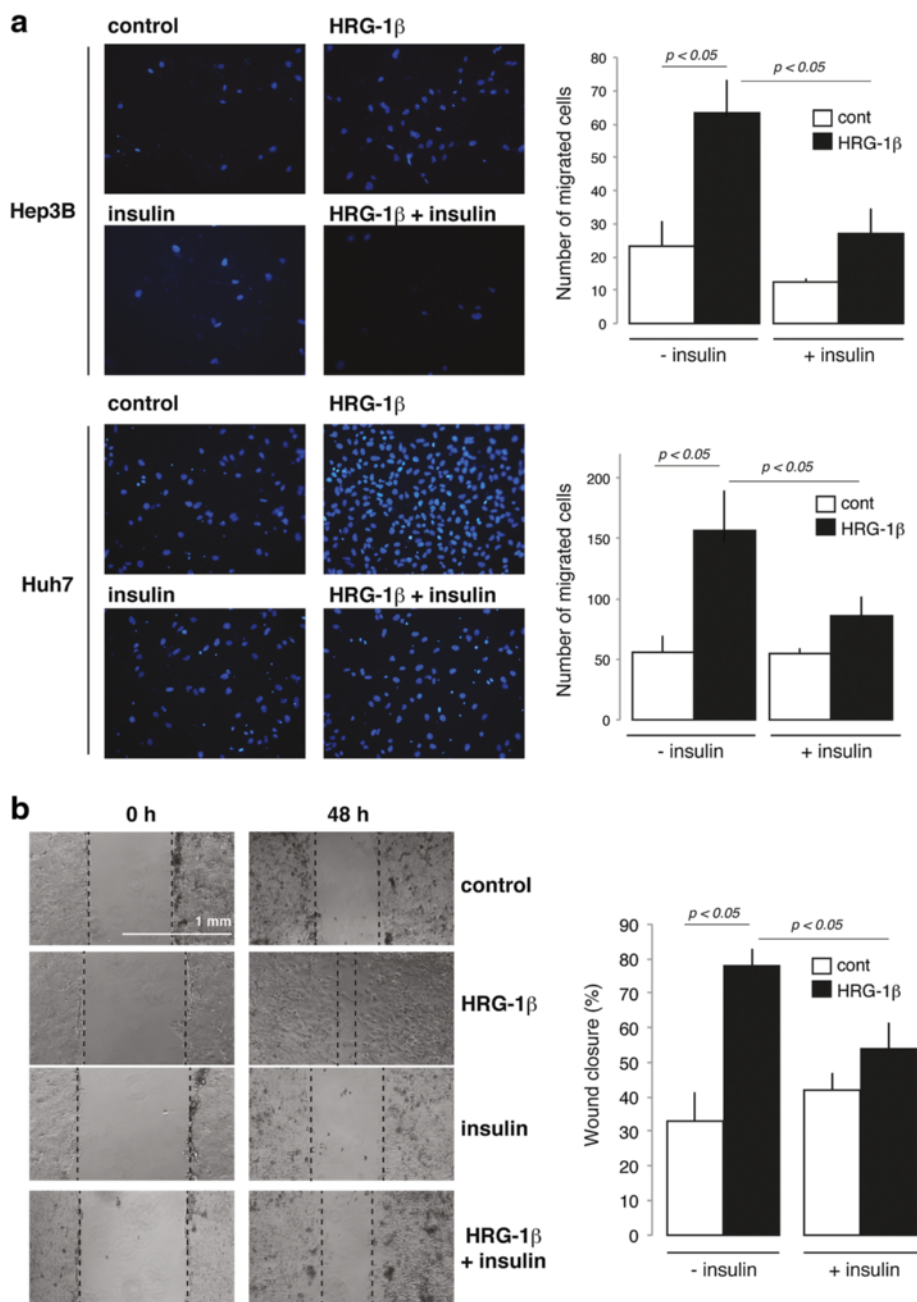 a
control HRG-1β
Hep3B
insulin HRG-1β + insulin
Number of migrated cells
80
70
60
50
40
30
20
10
0
p < 0.05
p < 0.05
cont
HRG-1β
- insulin + insulin
control HRG-1β
Huh7
insulin HRG-1β + insulin
Number of migrated cells
200
150
100
50
0
p < 0.05
p < 0.05
cont
HRG-1β
- insulin + insulin
b
0 h 48 h
1 mm
control
HRG-1β
insulin
HRG-1β
+ insulin
Wound closure (%)
90
80
70
60
50
40
30
20
10
0
p < 0.05
p < 0.05
cont
HRG-1β
- insulin + insulin